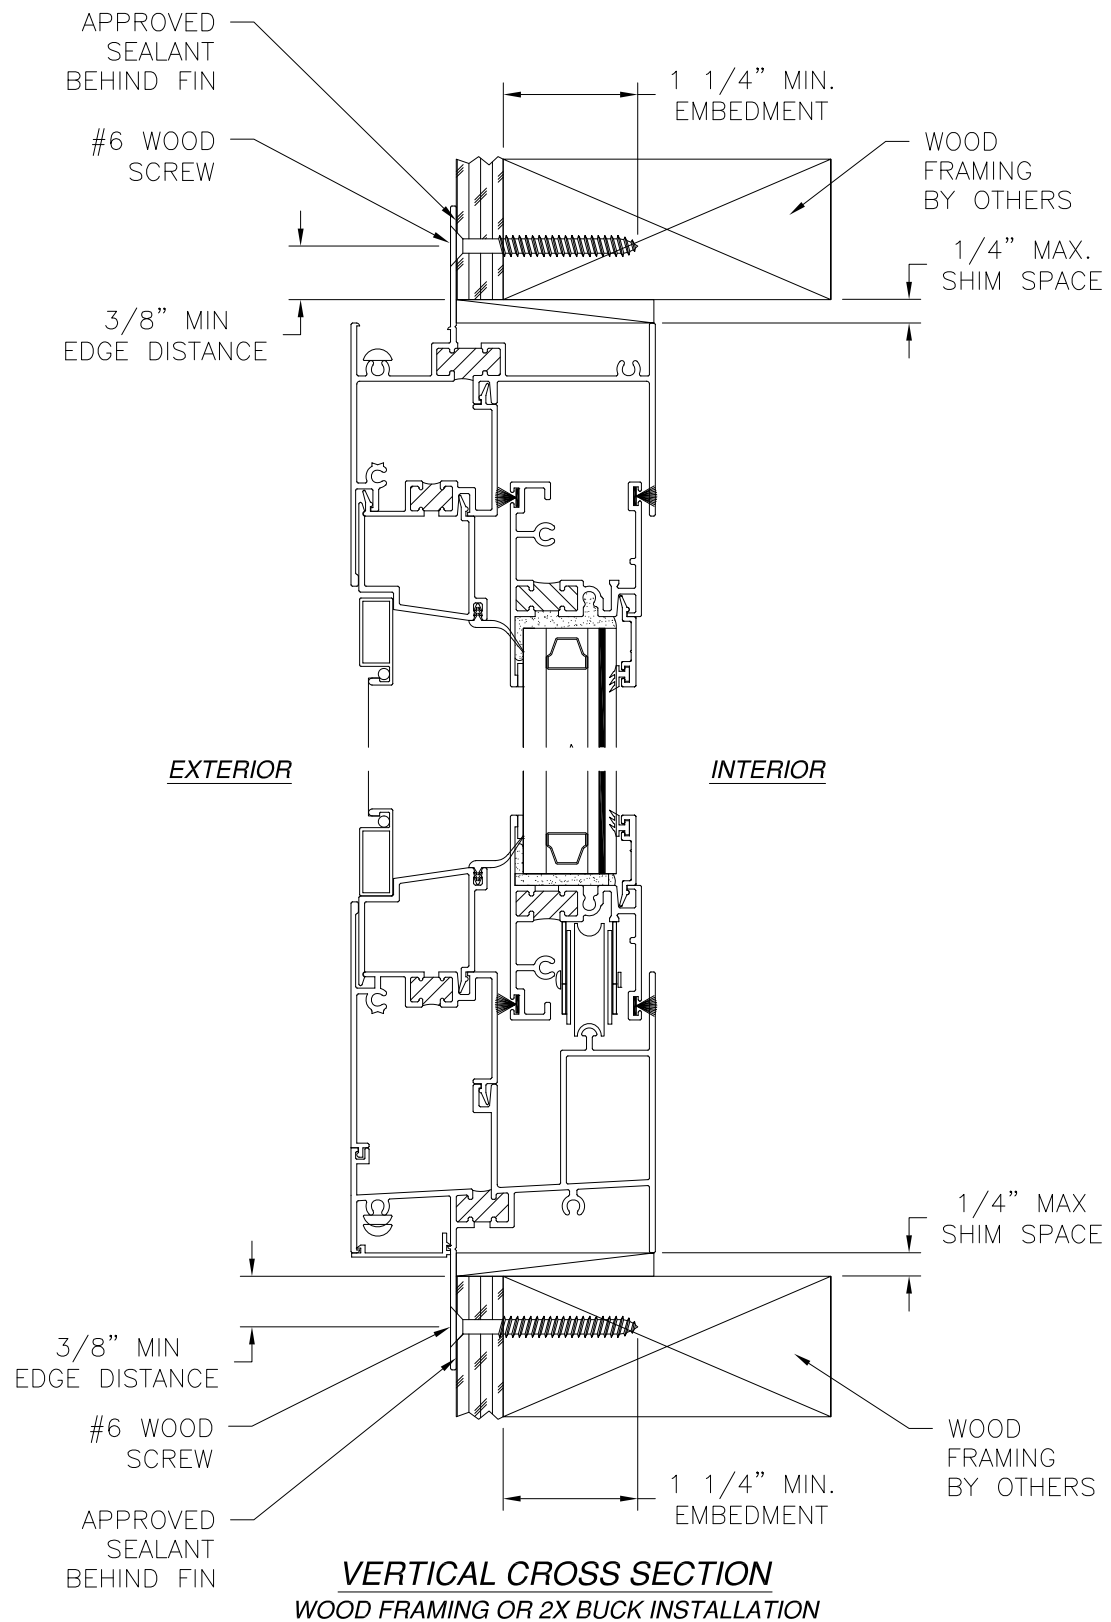 APPROVED
SEALANT
BEHIND FIN
1 1/4” MIN.
EMBEDMENT
#6 WOOD
SCREW
WOOD
FRAMING
BY OTHERS
1/4” MAX.
SHIM SPACE
3/8” MIN
EDGE DISTANCE
EXTERIOR
INTERIOR
1/4” MAX
SHIM SPACE
3/8” MIN
EDGE DISTANCE
#6 WOOD
SCREW
WOOD
FRAMING
BY OTHERS
1 1/4” MIN.
EMBEDMENT
APPROVED
SEALANT
BEHIND FIN
VERTICAL CROSS SECTION
WOOD FRAMING OR 2X BUCK INSTALLATION